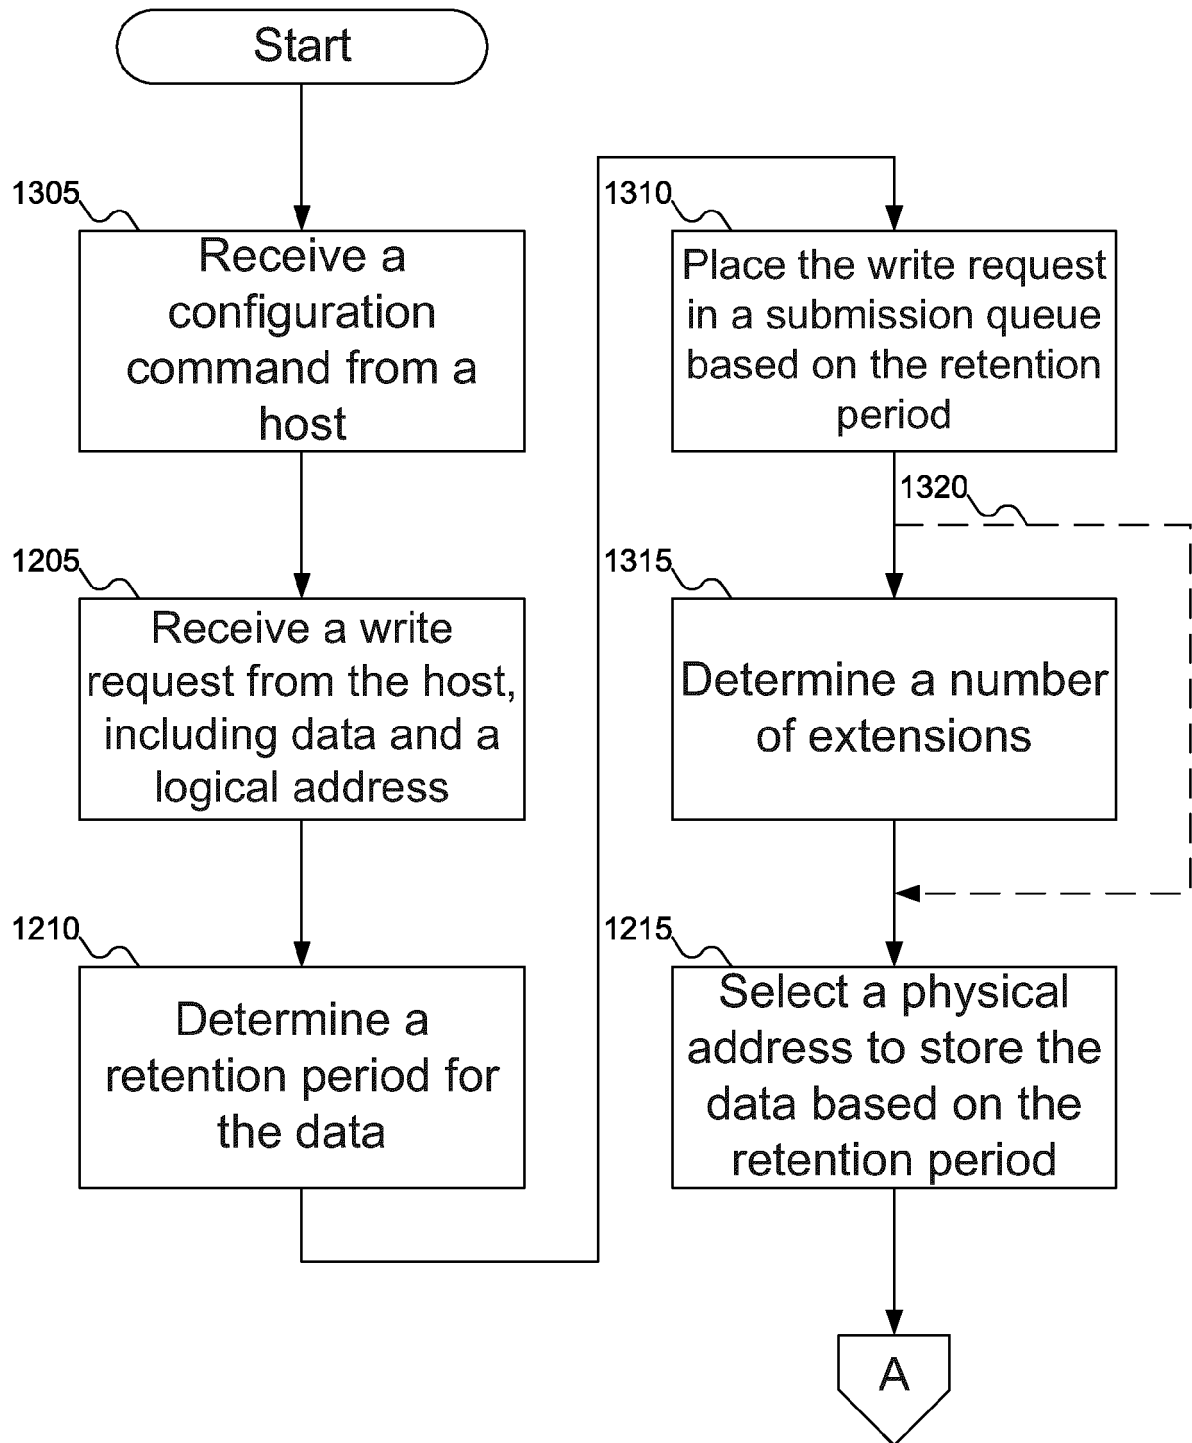 Start
1305
Receive a
configuration
command from a
host
1205
Receive a write
request from the host,
including data and a
logical address
1210
Determine a
retention period for
the data
1310
Place the write request
in a submission queue
based on the retention
period
1320
1315
Determine a number
of extensions
1215
Select a physical
address to store the
data based on the
retention period
A